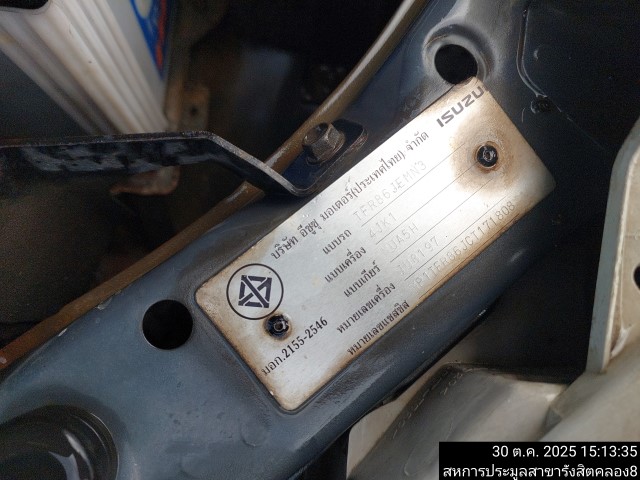 ISUZU
บริษัท อีซูซุ มอเตอร์(ประเทศไทย) จำกัด
แบบรถ TFR86JEMN3
แบบเครื่อง 4JK1
แบบเกียร์
หมายเลขเครื่อง
มอก.2155-2546
หมายเลขแชสซิส
30 ต.ค. 2025 15:13:35
สหการประมูลสาขารังสิตคลอง8